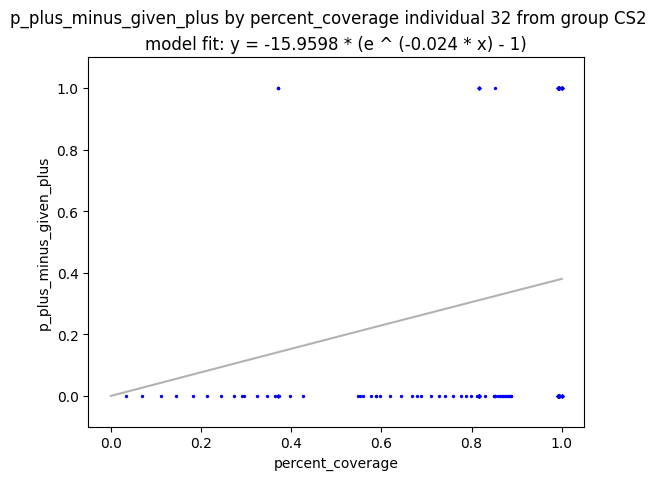 p_plus_minus_given_plus by percent_coverage individual 32 from group CS2
model fit: y = -15.9598 * (e ^ (-0.024 * x) - 1)
1.0
0.8
0.6
0.4
0.2
0.0
p_plus_minus_given_plus
0.0 0.2 0.4 0.6 0.8 1.0
percent_coverage